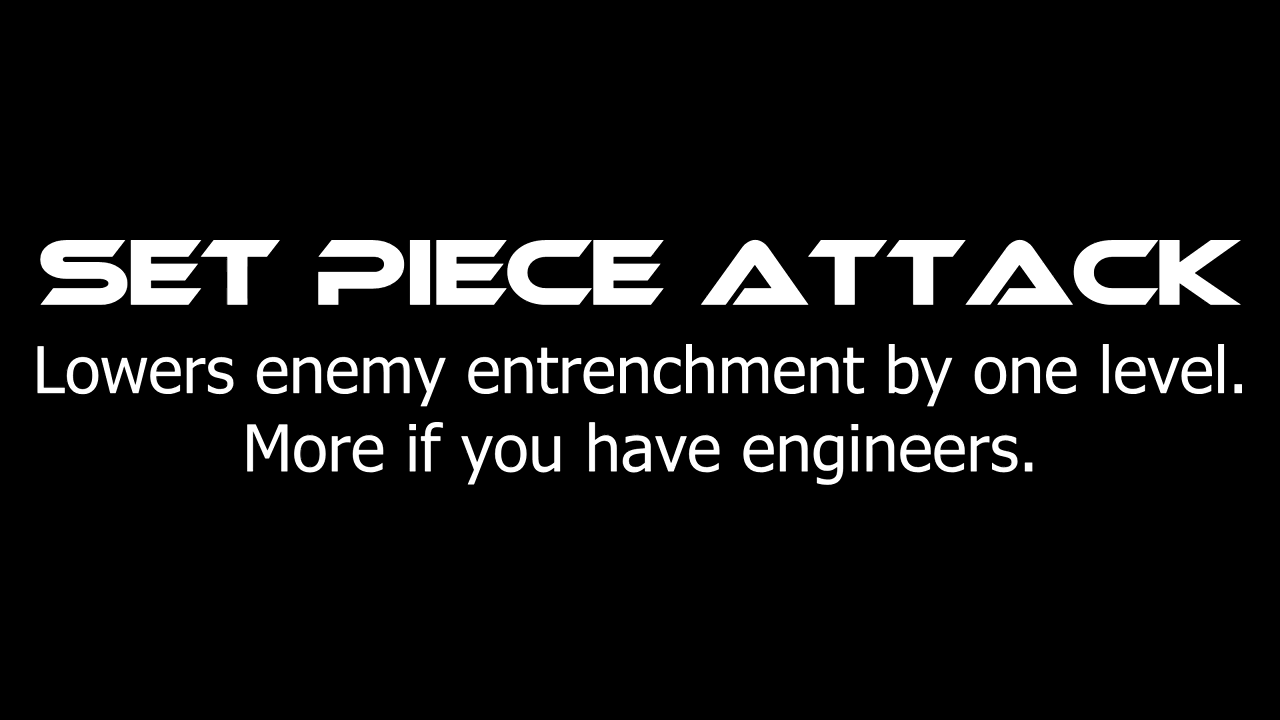 SET PIECE ATTACK
Lowers enemy entrenchment by one level.
More if you have engineers.